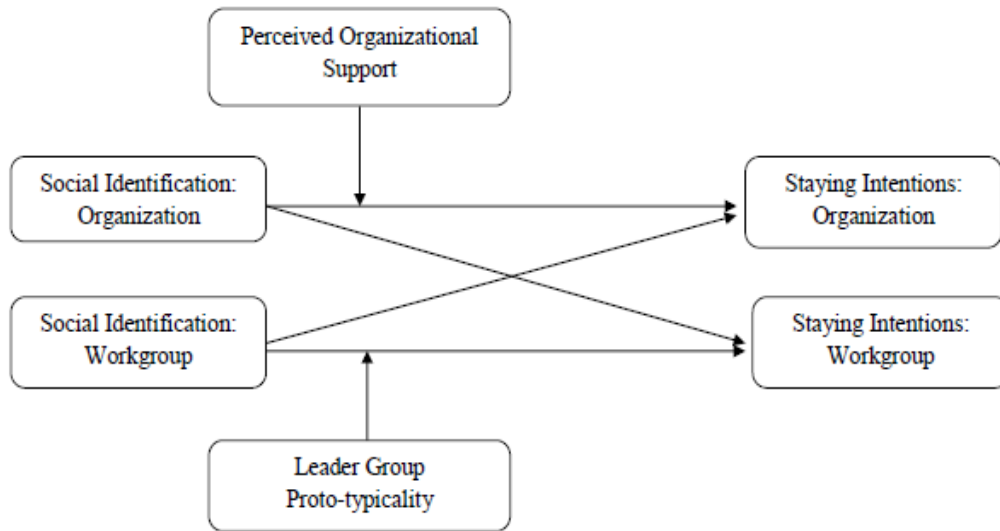 Perceived Organizational
Support
Social Identification:
Organization
Staying Intentions:
Organization
Social Identification:
Workgroup
Staying Intentions:
Workgroup
Leader Group
Proto-typicality